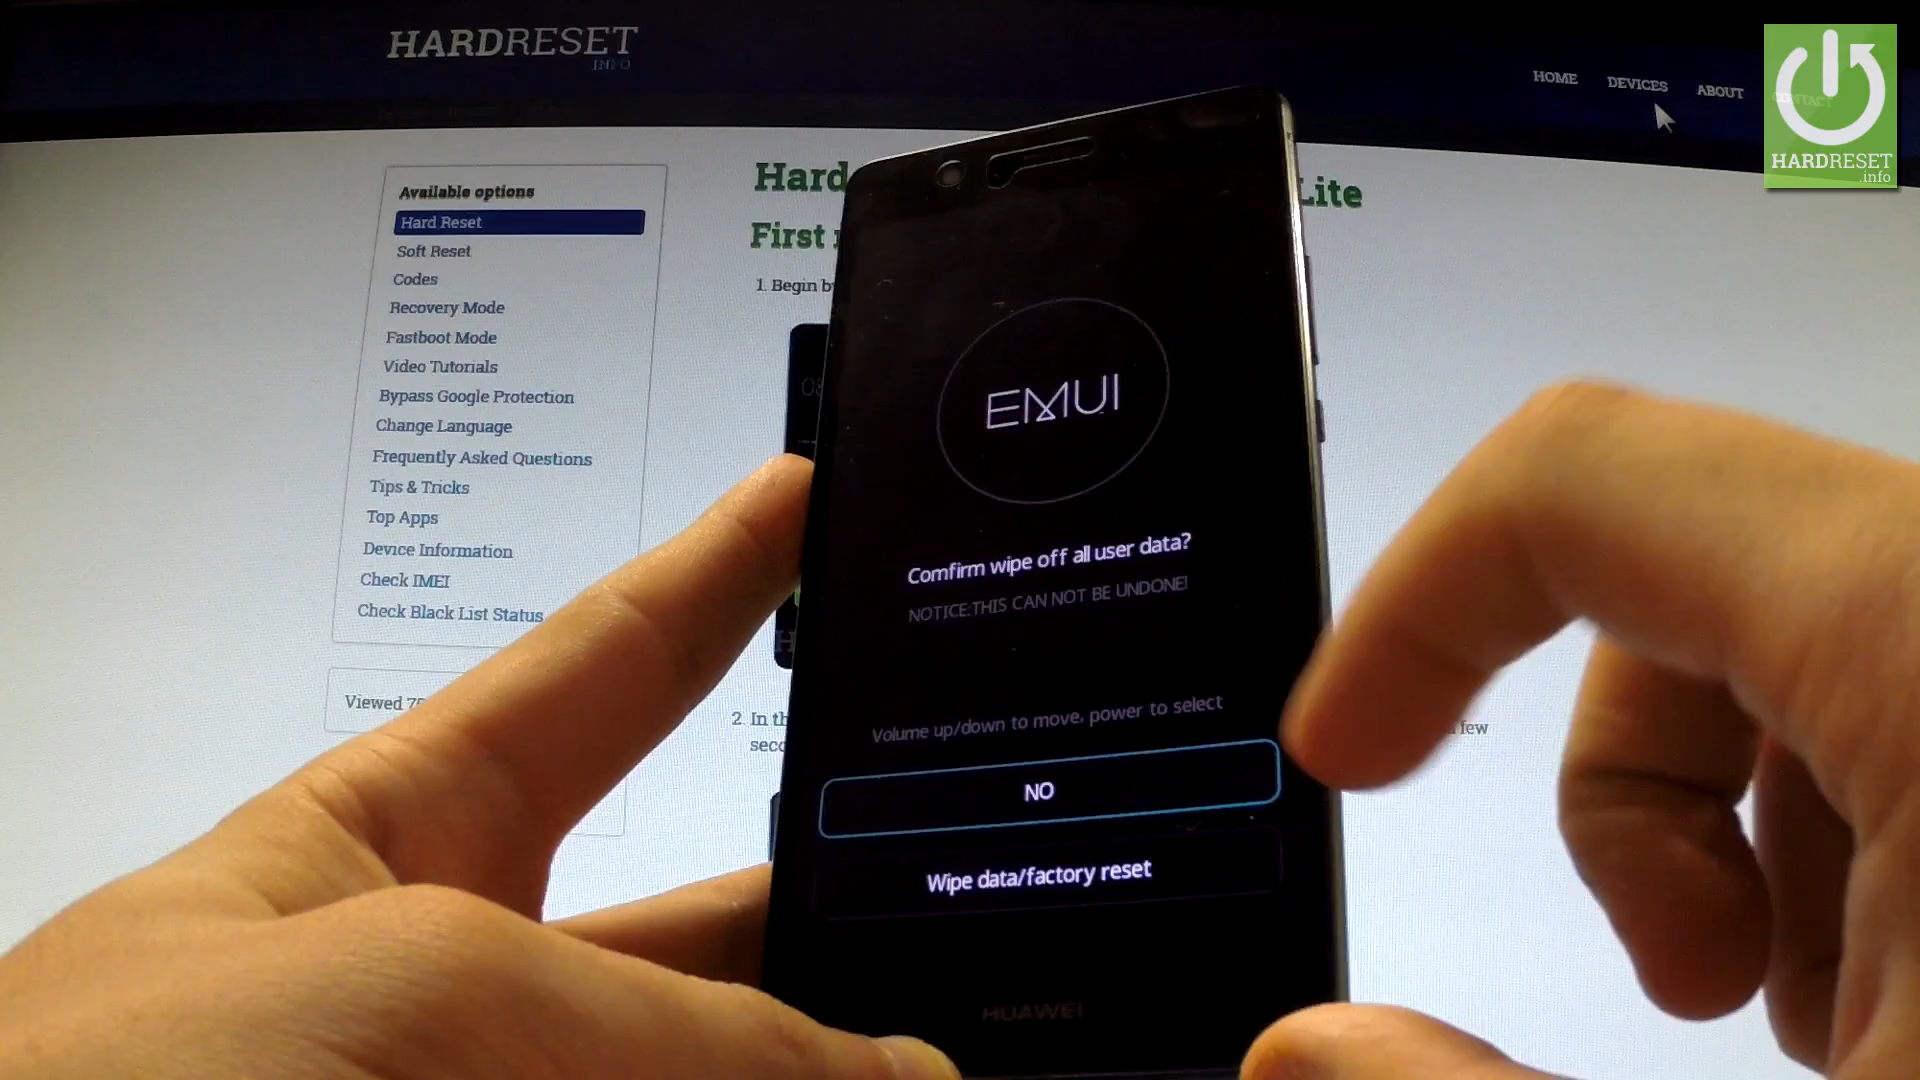 HARDRESET
INFO
HOME
DEVICES
ABOUT
CONTACT
HARDRESET
.info
Available options
Hard Reset
Soft Reset
Codes
Recovery Mode
Fastboot Mode
Video Tutorials
Bypass Google Protection
Change Language
Frequently Asked Questions
Tips & Tricks
Top Apps
Device Information
Check IMEI
Check Black List Status
Viewed
Hard
Lite
First
1. Begin
08
H
2. In
few
EMUI
Comfirm wipe off all user data?
NOTICE:THIS CAN NOT BE UNDONE!
Volume up/down to move, power to select
NO
Wipe data/factory reset
HUAWEI